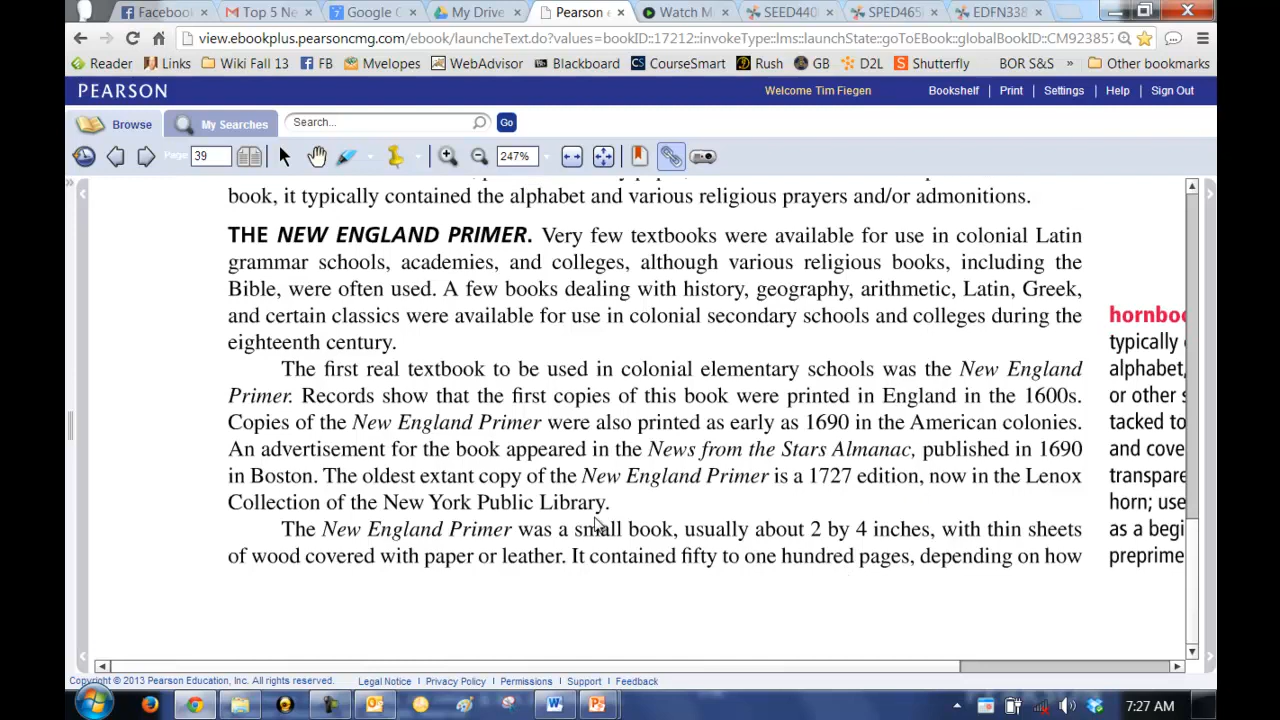 Facebook
Gmail Top 5 Ne
Google C
My Drive
Pearson e
Watch M
SEED440
SPED465
EDFN338
view.ebookplus.pearsoncmg.com/ebook/launcheText.do?values=bookID::17212::invokeType::lms::launchState::goToEBook::globalBookID::CM923857
Reader Links Wiki Fall 13 FB Mvelopes WebAdvisor Blackboard CourseSmart Rush GB D2L Shutterfly BOR S&S » Other bookmarks
PEARSON Welcome Tim Fiegen Bookshelf | Print | Settings | Help | Sign Out
Browse My Searches Search... Go
Page 39 247%
book, it typically contained the alphabet and various religious prayers and/or admonitions.
THE NEW ENGLAND PRIMER. Very few textbooks were available for use in colonial Latin
grammar schools, academies, and colleges, although various religious books, including the
Bible, were often used. A few books dealing with history, geography, arithmetic, Latin, Greek,
and certain classics were available for use in colonial secondary schools and colleges during the
eighteenth century.
The first real textbook to be used in colonial elementary schools was the New England
Primer. Records show that the first copies of this book were printed in England in the 1600s.
Copies of the New England Primer were also printed as early as 1690 in the American colonies.
An advertisement for the book appeared in the News from the Stars Almanac, published in 1690
in Boston. The oldest extant copy of the New England Primer is a 1727 edition, now in the Lenox
Collection of the New York Public Library.
The New England Primer was a small book, usually about 2 by 4 inches, with thin sheets
of wood covered with paper or leather. It contained fifty to one hundred pages, depending on how
hornboo
typically
alphabet,
or other s
tacked to
and cove
transpare
horn; use
as a begi
preprime
Copyright © 2013 Pearson Education, Inc. All rights reserved. Legal Notice | Privacy Policy | Permissions | Support | Feedback
7:27 AM